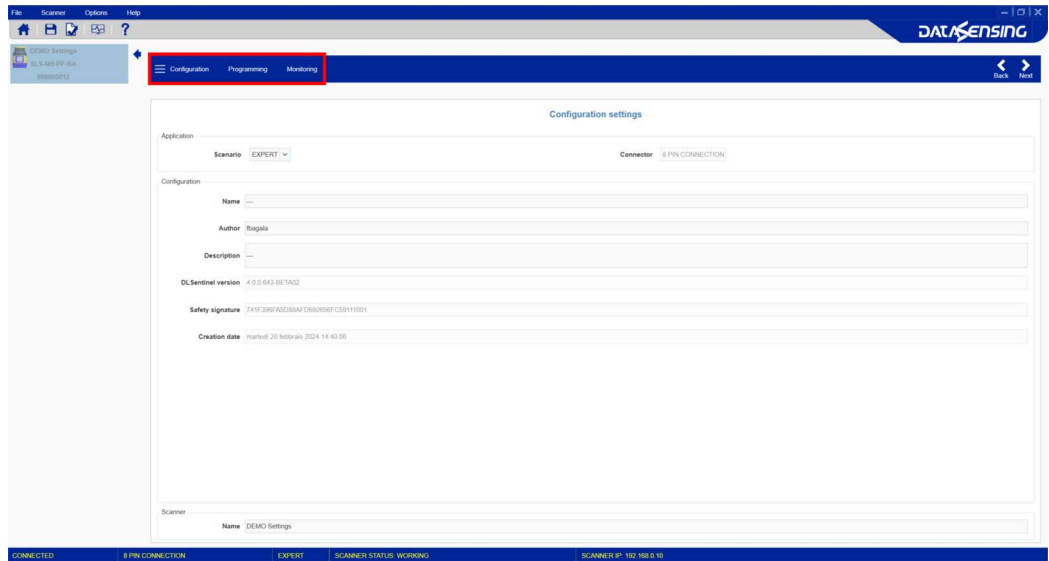 File Scanner Options Help
?
DATASENSING
DEMO Settings
SLS-M5-PP-8A
Configuration Programming Monitoring
Back Next
Configuration settings
Application
Scenario EXPERT
Connector 8 PIN CONNECTION
Configuration
Name ---
Author fbagala
Description ---
DLSentinel version 4.0.0.643-BETA02
Safety signature
Creation date martedì 20 febbraio 2024 14:40:06
Scanner
Name DEMO Settings
CONNECTED 8 PIN CONNECTION EXPERT SCANNER STATUS: WORKING SCANNER IP: 192.168.0.10